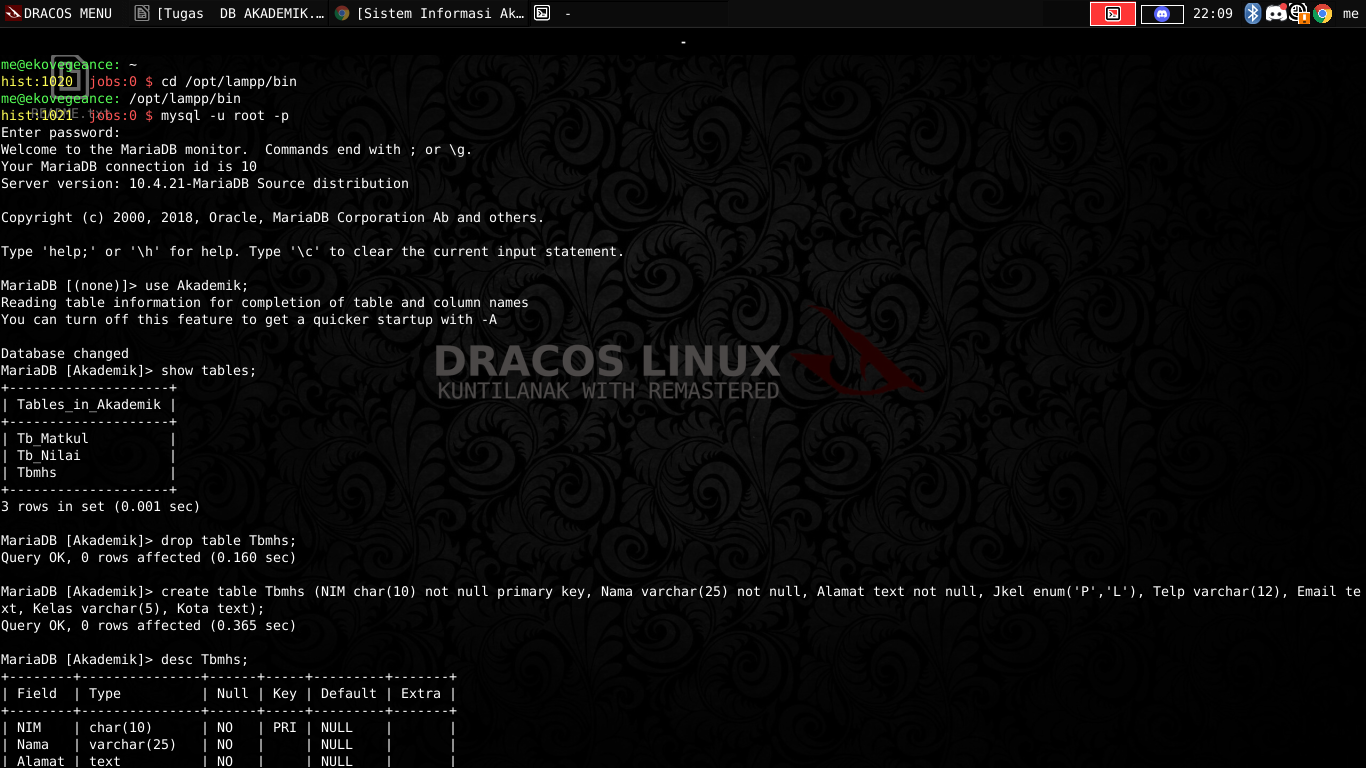 DRACOS MENU [Tugas  DB AKADEMIK.… [Sistem Informasi Ak… - 22:09 me
-
me@ekovegeance: ~
hist:1020  jobs:0 $ cd /opt/lampp/bin
me@ekovegeance: /opt/lampp/bin
README.txt
hist:1021  jobs:0 $ mysql -u root -p
Enter password:
Welcome to the MariaDB monitor.  Commands end with ; or \g.
Your MariaDB connection id is 10
Server version: 10.4.21-MariaDB Source distribution

Copyright (c) 2000, 2018, Oracle, MariaDB Corporation Ab and others.

Type 'help;' or '\h' for help. Type '\c' to clear the current input statement.

MariaDB [(none)]> use Akademik;
Reading table information for completion of table and column names
You can turn off this feature to get a quicker startup with -A

Database changed
MariaDB [Akademik]> show tables;
+--------------------+
| Tables_in_Akademik |
+--------------------+
| Tb_Matkul          |
| Tb_Nilai           |
| Tbmhs              |
+--------------------+
3 rows in set (0.001 sec)

DRACOS LINUX
KUNTILANAK WITH REMASTERED

MariaDB [Akademik]> drop table Tbmhs;
Query OK, 0 rows affected (0.160 sec)

MariaDB [Akademik]> create table Tbmhs (NIM char(10) not null primary key, Nama varchar(25) not null, Alamat text not null, Jkel enum('P','L'), Telp varchar(12), Email te
xt, Kelas varchar(5), Kota text);
Query OK, 0 rows affected (0.365 sec)

MariaDB [Akademik]> desc Tbmhs;
+--------+---------------+------+-----+---------+-------+
| Field  | Type          | Null | Key | Default | Extra |
+--------+---------------+------+-----+---------+-------+
| NIM    | char(10)      | NO   | PRI | NULL    |       |
| Nama   | varchar(25)   | NO   |     | NULL    |       |
| Alamat | text          | NO   |     | NULL    |       |